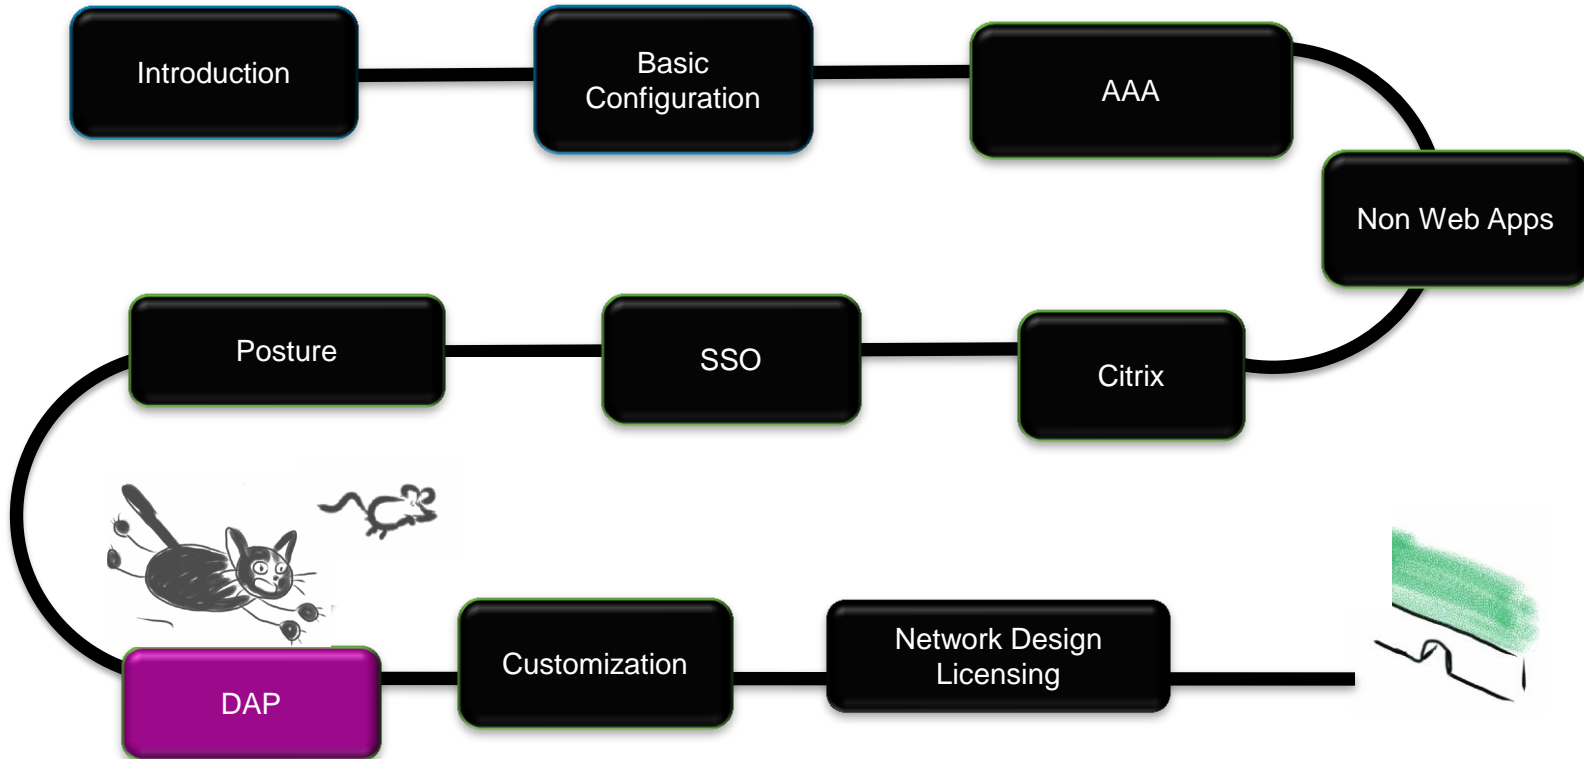 Introduction
Basic
Configuration
AAA
Non Web Apps
Citrix
SSO
Posture
DAP
Customization
Network Design
Licensing